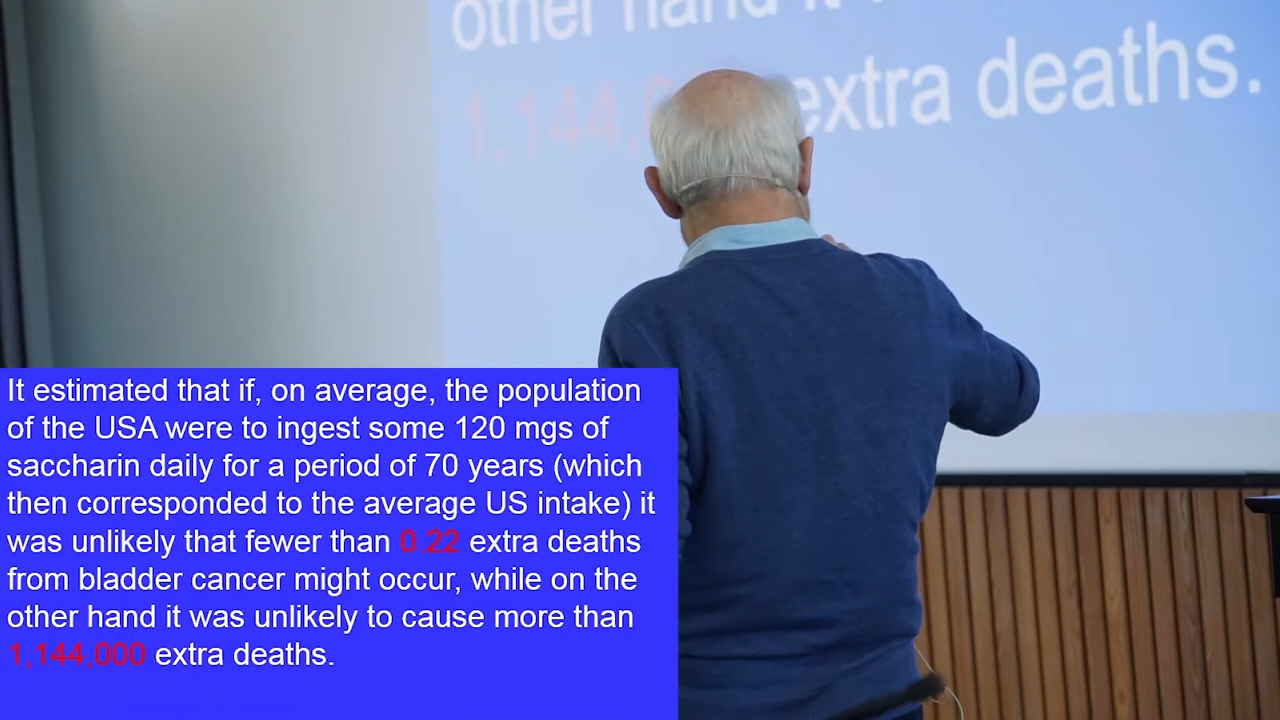 other hand it
1,144,0 extra deaths.
It estimated that if, on average, the population
of the USA were to ingest some 120 mgs of
saccharin daily for a period of 70 years (which
then corresponded to the average US intake) it
was unlikely that fewer than 0.22 extra deaths
from bladder cancer might occur, while on the
other hand it was unlikely to cause more than
1,144,000 extra deaths.